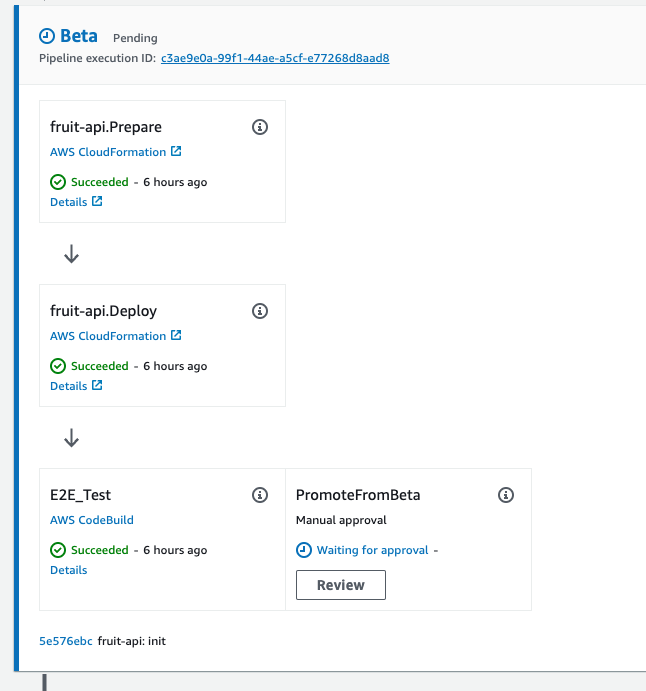 Beta Pending
Pipeline execution ID: c3ae9e0a-99f1-44ae-a5cf-e77268d8aad8
fruit-api.Prepare
AWS CloudFormation
Succeeded - 6 hours ago
Details
fruit-api.Deploy
AWS CloudFormation
Succeeded - 6 hours ago
Details
E2E_Test
AWS CodeBuild
Succeeded - 6 hours ago
Details
PromoteFromBeta
Manual approval
Waiting for approval -
Review
5e576ebc fruit-api: init